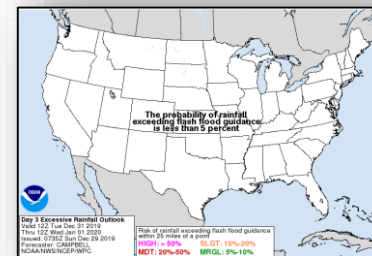 The probability of rainfall
exceeding flash flood guidance
is less than 5 percent
noaa
Day 3 Excessive Rainfall Outlook
Valid 12Z Tue Dec 31 2019
Thru 12Z Wed Jan 01 2020
Issued: 0735Z Sun Dec 29 2019
Forecaster: CAMPBELL
NOAA/NWS/NCEP/WPC
Risk of rainfall exceeding flash flood guidance
within 25 miles of a point
HIGH: > 50% SLGT: 10%-20%
MDT: 20%-50% MRGL: 5%-10%